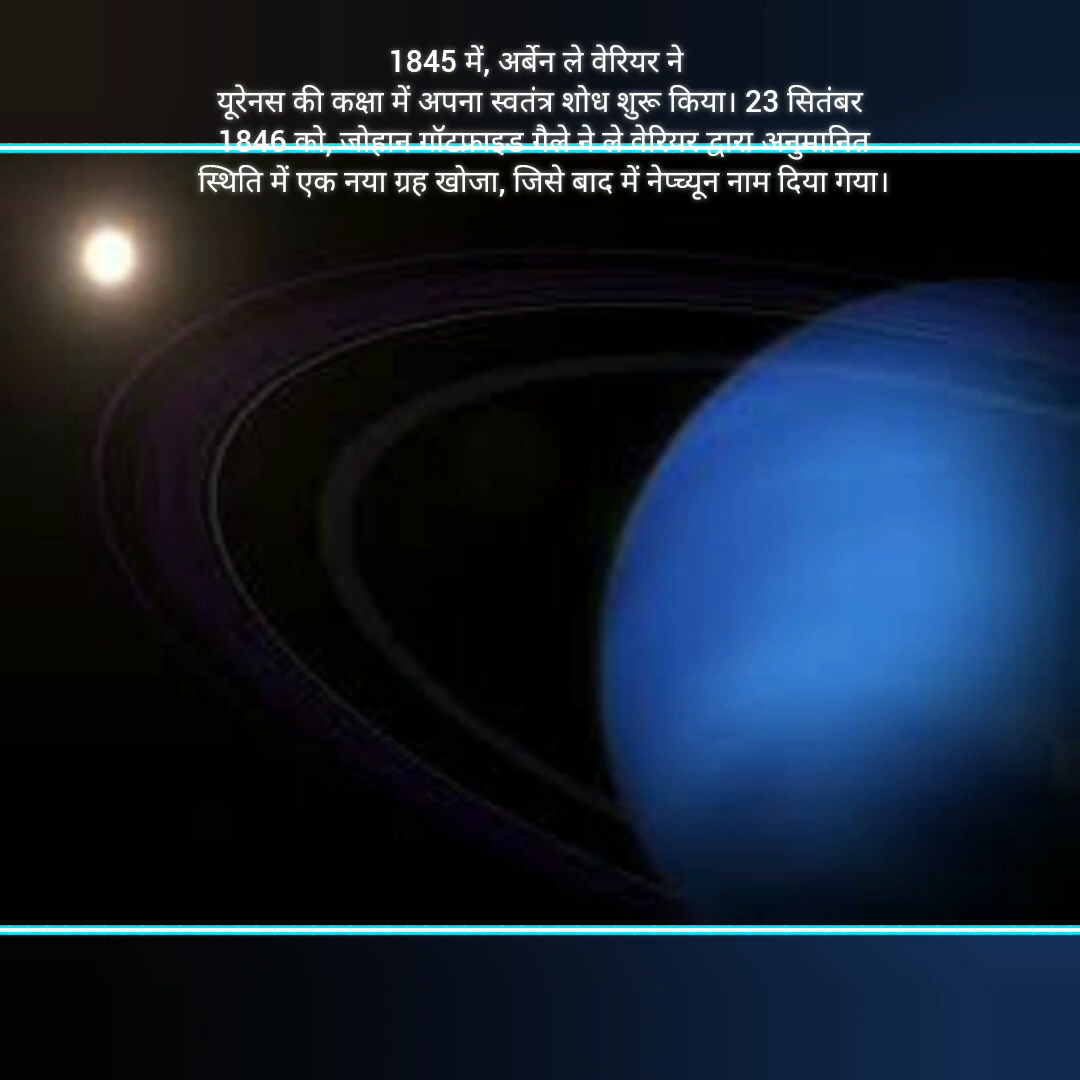 1845 में, अर्बेन ले वेरियर ने
यूरेनस की कक्षा में अपना स्वतंत्र शोध शुरू किया। 23 सितंबर
1846 को, जोहान गॉटफ्राइड गैले ने ले वेरियर द्वारा अनुमानित
स्थिति में एक नया ग्रह खोजा, जिसे बाद में नेप्च्यून नाम दिया गया।